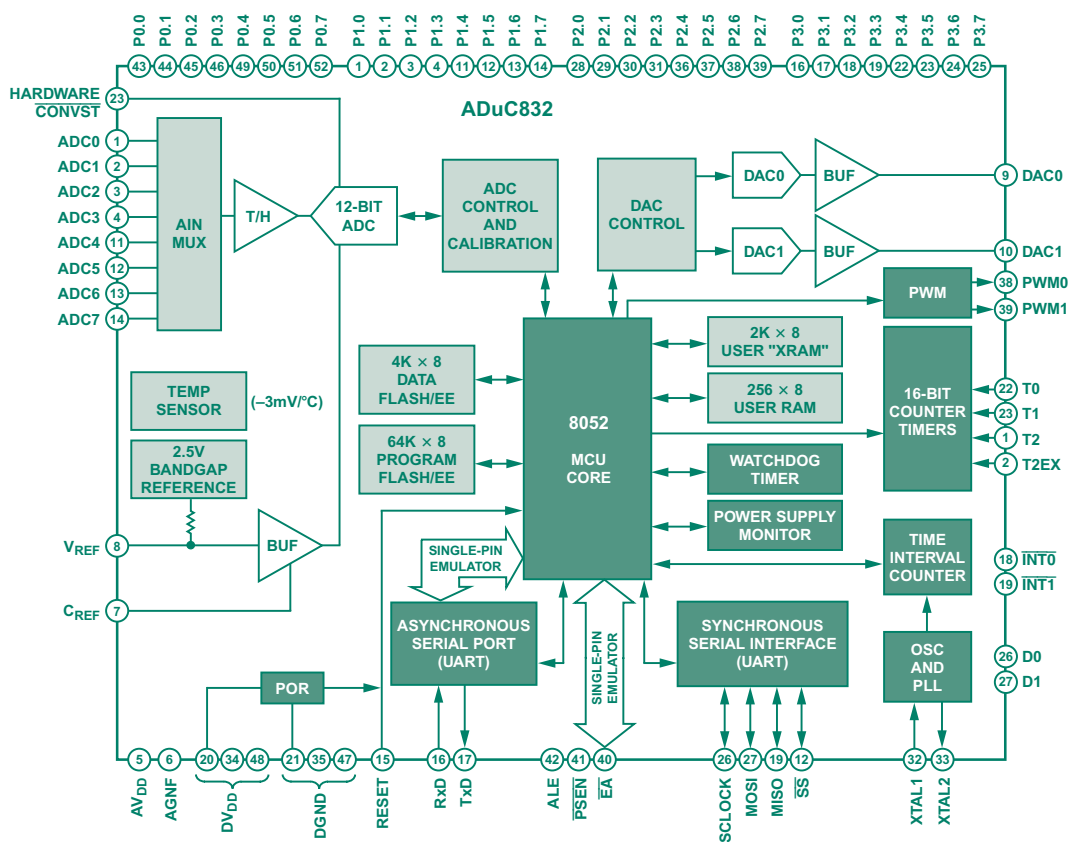 P0.0 P0.1 P0.2 P0.3 P0.4 P0.5 P0.6 P0.7 P1.0 P1.1 P1.2 P1.3 P1.4 P1.5 P1.6 P1.7 P2.0 P2.1 P2.2 P2.3 P2.4 P2.5 P2.6 P2.7 P3.0 P3.1 P3.2 P3.3 P3.4 P3.5 P3.6 P3.7
43 44 45 46 49 50 51 52 1 2 3 4 11 12 13 14 28 29 30 31 36 37 38 39 16 17 18 19 22 23 24 25
ADuC832
HARDWARE
CONVST
23
ADC0 1
ADC1 2
ADC2 3
ADC3 4
ADC4 11
ADC5 12
ADC6 13
ADC7 14
AIN
MUX
T/H
12-BIT
ADC
ADC
CONTROL
AND
CALIBRATION
DAC
CONTROL
DAC0
BUF
9 DAC0
DAC1
BUF
10 DAC1
PWM
38 PWM0
39 PWM1
TEMP
SENSOR
(–3mV/°C)
2.5V
BANDGAP
REFERENCE
4K × 8
DATA
FLASH/EE
64K × 8
PROGRAM
FLASH/EE
8052
MCU
CORE
2K × 8
USER "XRAM"
256 × 8
USER RAM
WATCHDOG
TIMER
POWER SUPPLY
MONITOR
16-BIT
COUNTER
TIMERS
22 T0
23 T1
1 T2
2 T2EX
VREF 8
BUF
CREF 7
SINGLE-PIN
EMULATOR
TIME
INTERVAL
COUNTER
18 INT0
19 INT1
ASYNCHRONOUS
SERIAL PORT
(UART)
SINGLE-PIN
EMULATOR
SYNCHRONOUS
SERIAL INTERFACE
(UART)
OSC
AND
PLL
26 D0
27 D1
POR
5 6 20 34 48 21 35 47 15 16 17 42 41 40 26 27 19 12 32 33
AVDD AGNF DVDD DGND RESET RxD TxD ALE PSEN EA SCLOCK MOSI MISO SS XTAL1 XTAL2